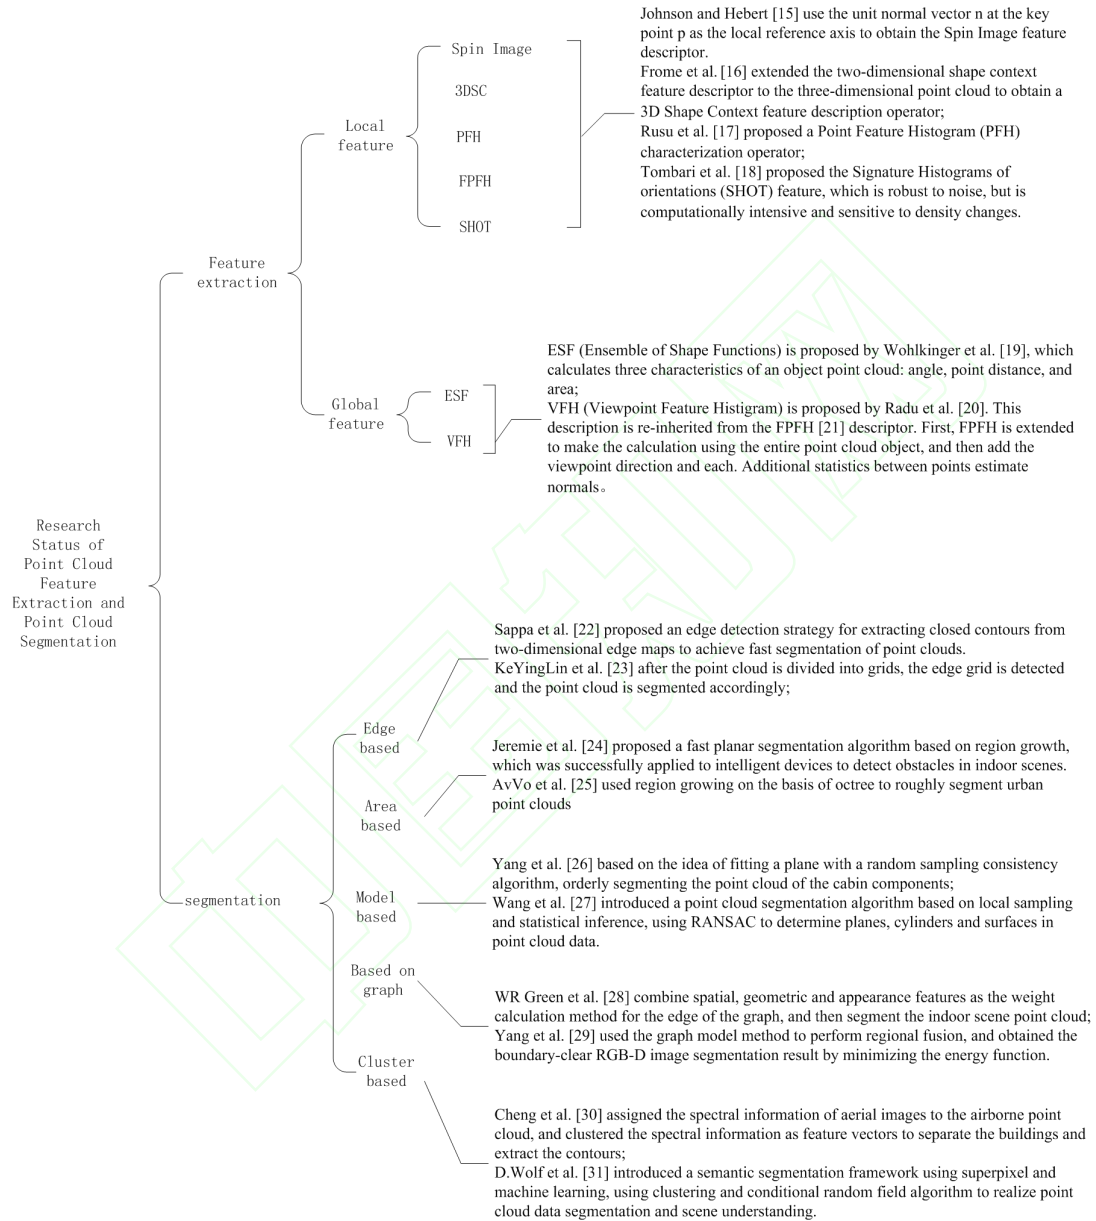 Research
Status of
Point Cloud
Feature
Extraction and
Point Cloud
Segmentation
Feature
extraction
Local
feature
Spin Image
3DSC
PFH
FPFH
SHOT
Johnson and Hebert [15] use the unit normal vector n at the key
point p as the local reference axis to obtain the Spin Image feature
descriptor.
Frome et al. [16] extended the two-dimensional shape context
feature descriptor to the three-dimensional point cloud to obtain a
3D Shape Context feature description operator;
Rusu et al. [17] proposed a Point Feature Histogram (PFH)
characterization operator;
Tombari et al. [18] proposed the Signature Histograms of
orientations (SHOT) feature, which is robust to noise, but is
computationally intensive and sensitive to density changes.
Global
feature
ESF
VFH
ESF (Ensemble of Shape Functions) is proposed by Wohlkinger et al. [19], which
calculates three characteristics of an object point cloud: angle, point distance, and
area;
VFH (Viewpoint Feature Histigram) is proposed by Radu et al. [20]. This
description is re-inherited from the FPFH [21] descriptor. First, FPFH is extended
to make the calculation using the entire point cloud object, and then add the
viewpoint direction and each. Additional statistics between points estimate
normals。
segmentation
Edge
based
Sappa et al. [22] proposed an edge detection strategy for extracting closed contours from
two-dimensional edge maps to achieve fast segmentation of point clouds.
KeYingLin et al. [23] after the point cloud is divided into grids, the edge grid is detected
and the point cloud is segmented accordingly;
Area
based
Jeremie et al. [24] proposed a fast planar segmentation algorithm based on region growth,
which was successfully applied to intelligent devices to detect obstacles in indoor scenes.
AvVo et al. [25] used region growing on the basis of octree to roughly segment urban
point clouds
Model
based
Yang et al. [26] based on the idea of fitting a plane with a random sampling consistency
algorithm, orderly segmenting the point cloud of the cabin components;
Wang et al. [27] introduced a point cloud segmentation algorithm based on local sampling
and statistical inference, using RANSAC to determine planes, cylinders and surfaces in
point cloud data.
Based on
graph
WR Green et al. [28] combine spatial, geometric and appearance features as the weight
calculation method for the edge of the graph, and then segment the indoor scene point cloud;
Yang et al. [29] used the graph model method to perform regional fusion, and obtained the
boundary-clear RGB-D image segmentation result by minimizing the energy function.
Cluster
based
Cheng et al. [30] assigned the spectral information of aerial images to the airborne point
cloud, and clustered the spectral information as feature vectors to separate the buildings and
extract the contours;
D.Wolf et al. [31] introduced a semantic segmentation framework using superpixel and
machine learning, using clustering and conditional random field algorithm to realize point
cloud data segmentation and scene understanding.